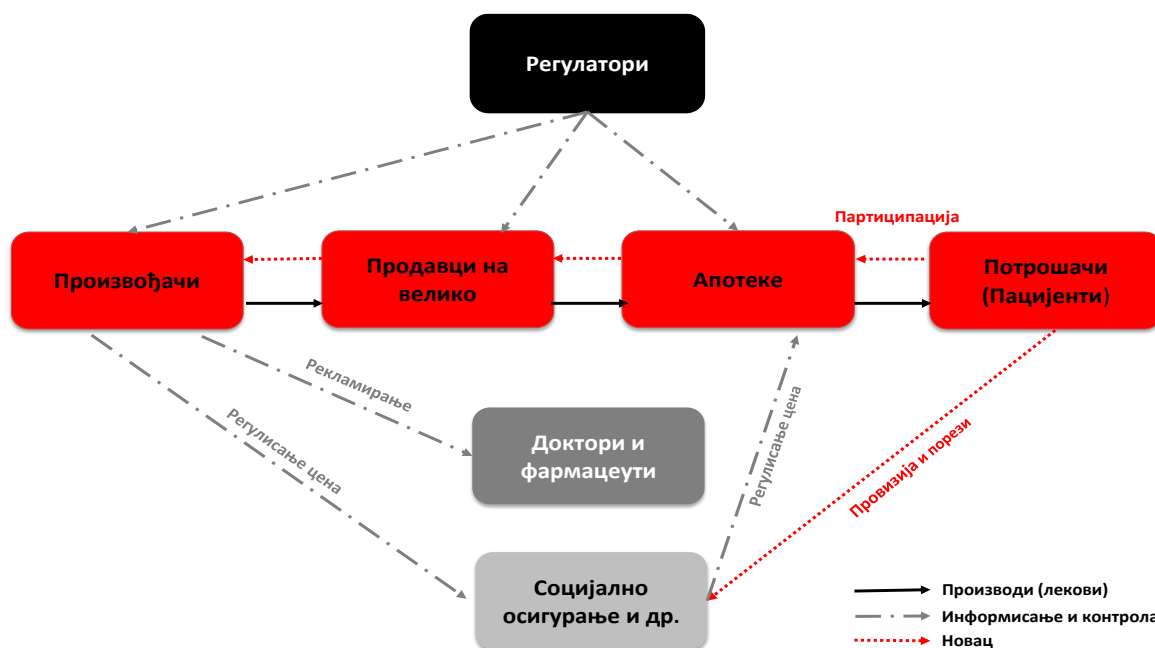 Регулатори
Партиципација
Произвођачи
Продавци на
велико
Апотеке
Потрошачи
(Пацијенти)
Рекламирање
Регулисање цена
Доктори и
фармацеути
Регулисање цена
Провизија и порези
Социјално
осигурање и др.
Производи (лекови)
Информисање и контрола
Новац